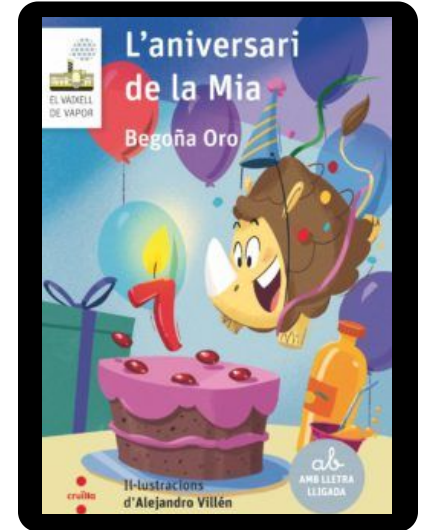 L'aniversari
de la Mia
EL VAIXELL
DE VAPOR
Begoña Oro
7
Il·lustracions
d'Alejandro Villén
cruïlla
ab
AMB LLETRA
LLIGADA